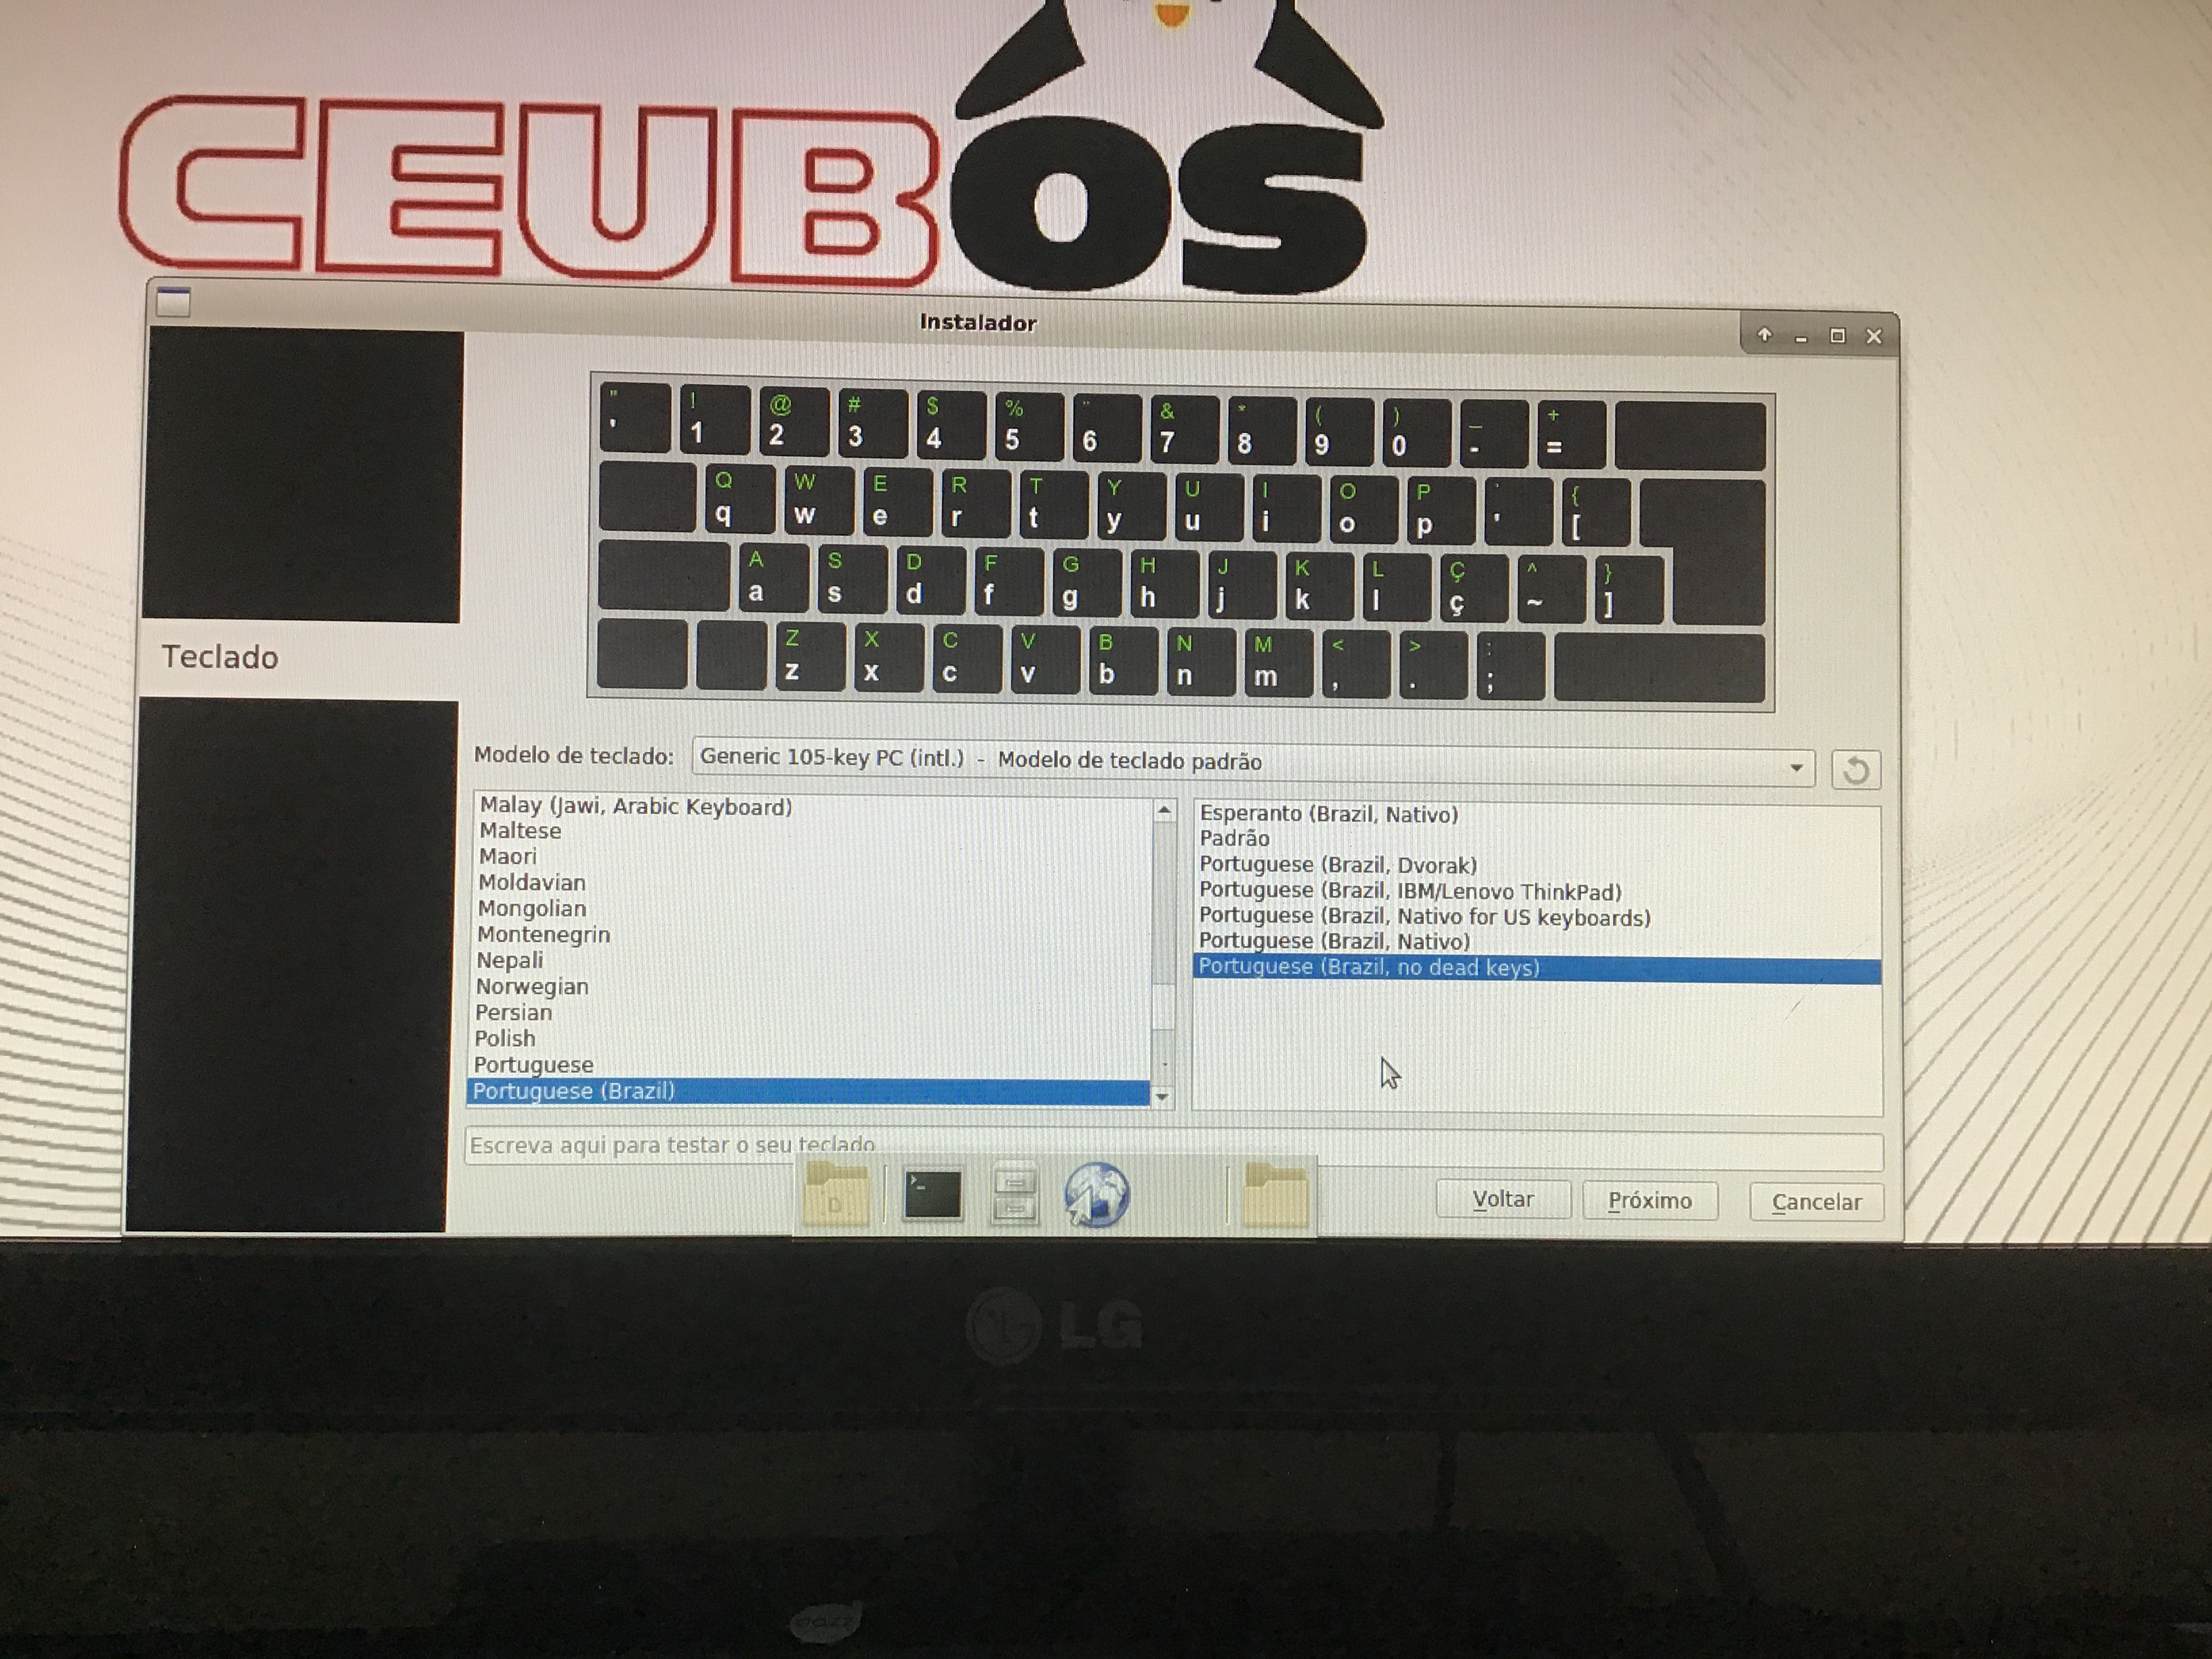 CEUBOS
Instalador
" ! @ # $ % ¨ & * ( ) _ +
' 1 2 3 4 5 6 7 8 9 0 - =
Q W E R T Y U I O P ` {
q w e r t y u i o p ' [
A S D F G H J K L Ç ^ }
a s d f g h j k l ç ~ ]
Z X C V B N M < > :
z x c v b n m , . ;
Teclado
Modelo de teclado: Generic 105-key PC (intl.) - Modelo de teclado padrão
Malay (Jawi, Arabic Keyboard)
Maltese
Maori
Moldavian
Mongolian
Montenegrin
Nepali
Norwegian
Persian
Polish
Portuguese
Portuguese (Brazil)
Esperanto (Brazil, Nativo)
Padrão
Portuguese (Brazil, Dvorak)
Portuguese (Brazil, IBM/Lenovo ThinkPad)
Portuguese (Brazil, Nativo for US keyboards)
Portuguese (Brazil, Nativo)
Portuguese (Brazil, no dead keys)
Escreva aqui para testar o seu teclado
Voltar Próximo Cancelar
LG